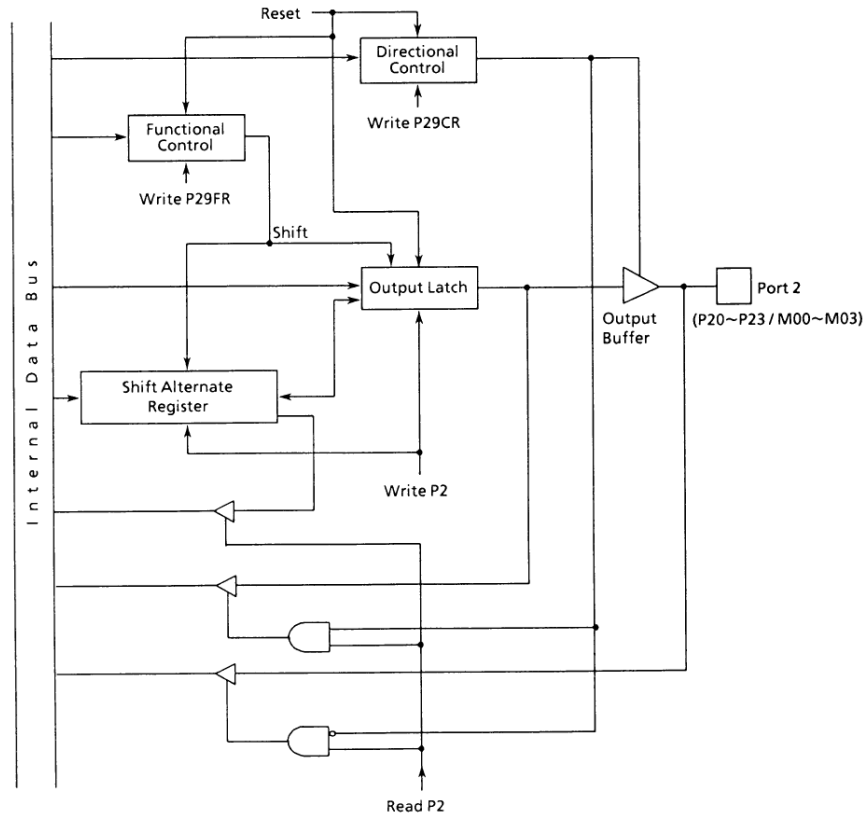 Reset
Directional
Control
Write P29CR
Functional
Control
Write P29FR
Shift
Output Latch
Output
Buffer
Port 2
(P20~P23 / M00~M03)
Shift Alternate
Register
Write P2
Internal Data Bus
Read P2